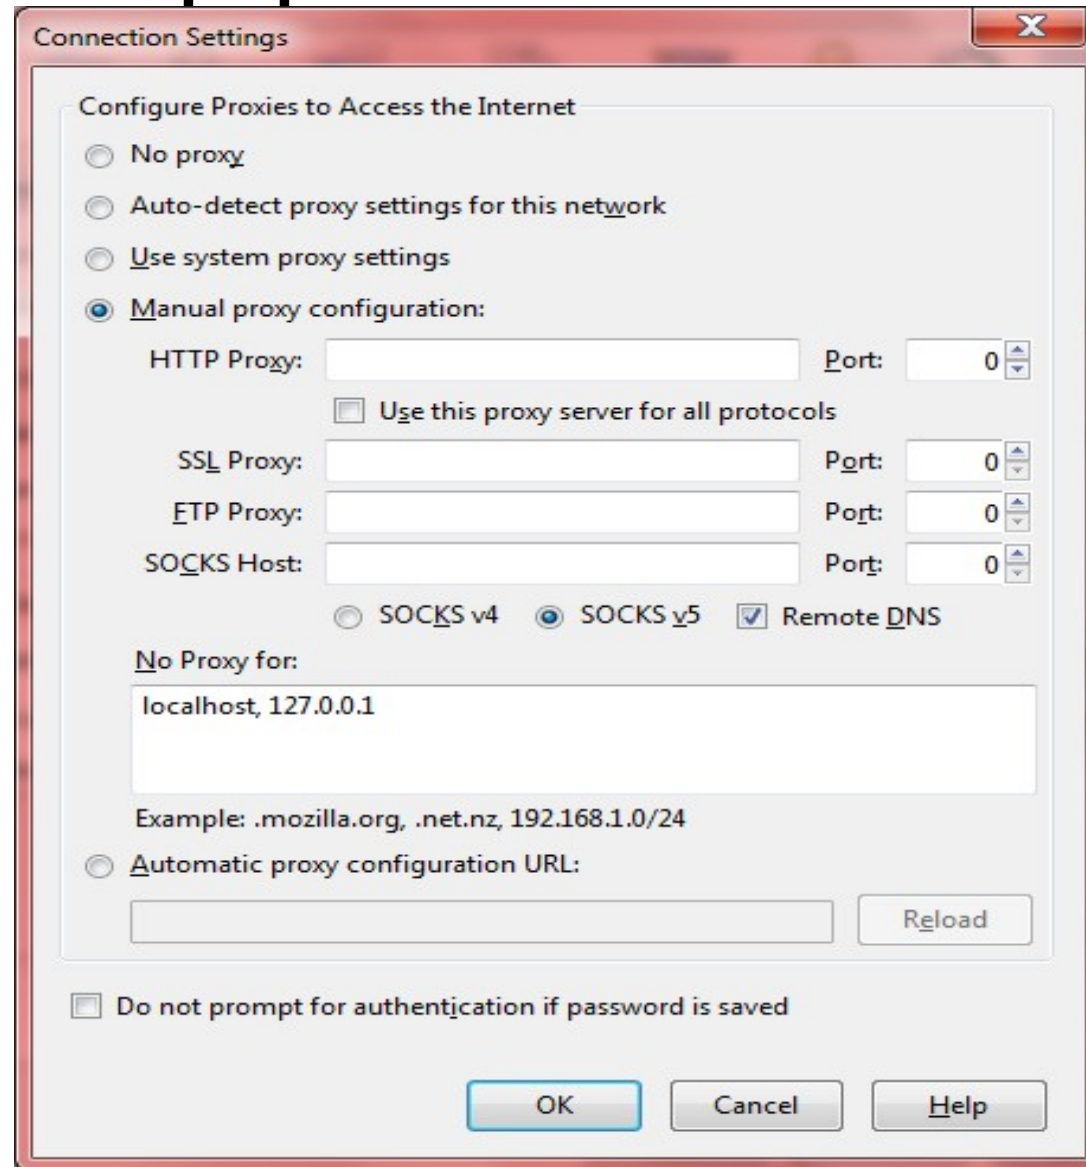 Connection Settings
Configure Proxies to Access the Internet
No proxy
Auto-detect proxy settings for this network
Use system proxy settings
Manual proxy configuration:
HTTP Proxy: Port: 0
Use this proxy server for all protocols
SSL Proxy: Port: 0
FTP Proxy: Port: 0
SOCKS Host: Port: 0
SOCKS v4 SOCKS v5 Remote DNS
No Proxy for:
localhost, 127.0.0.1
Example: .mozilla.org, .net.nz, 192.168.1.0/24
Automatic proxy configuration URL:
Reload
Do not prompt for authentication if password is saved
OK Cancel Help